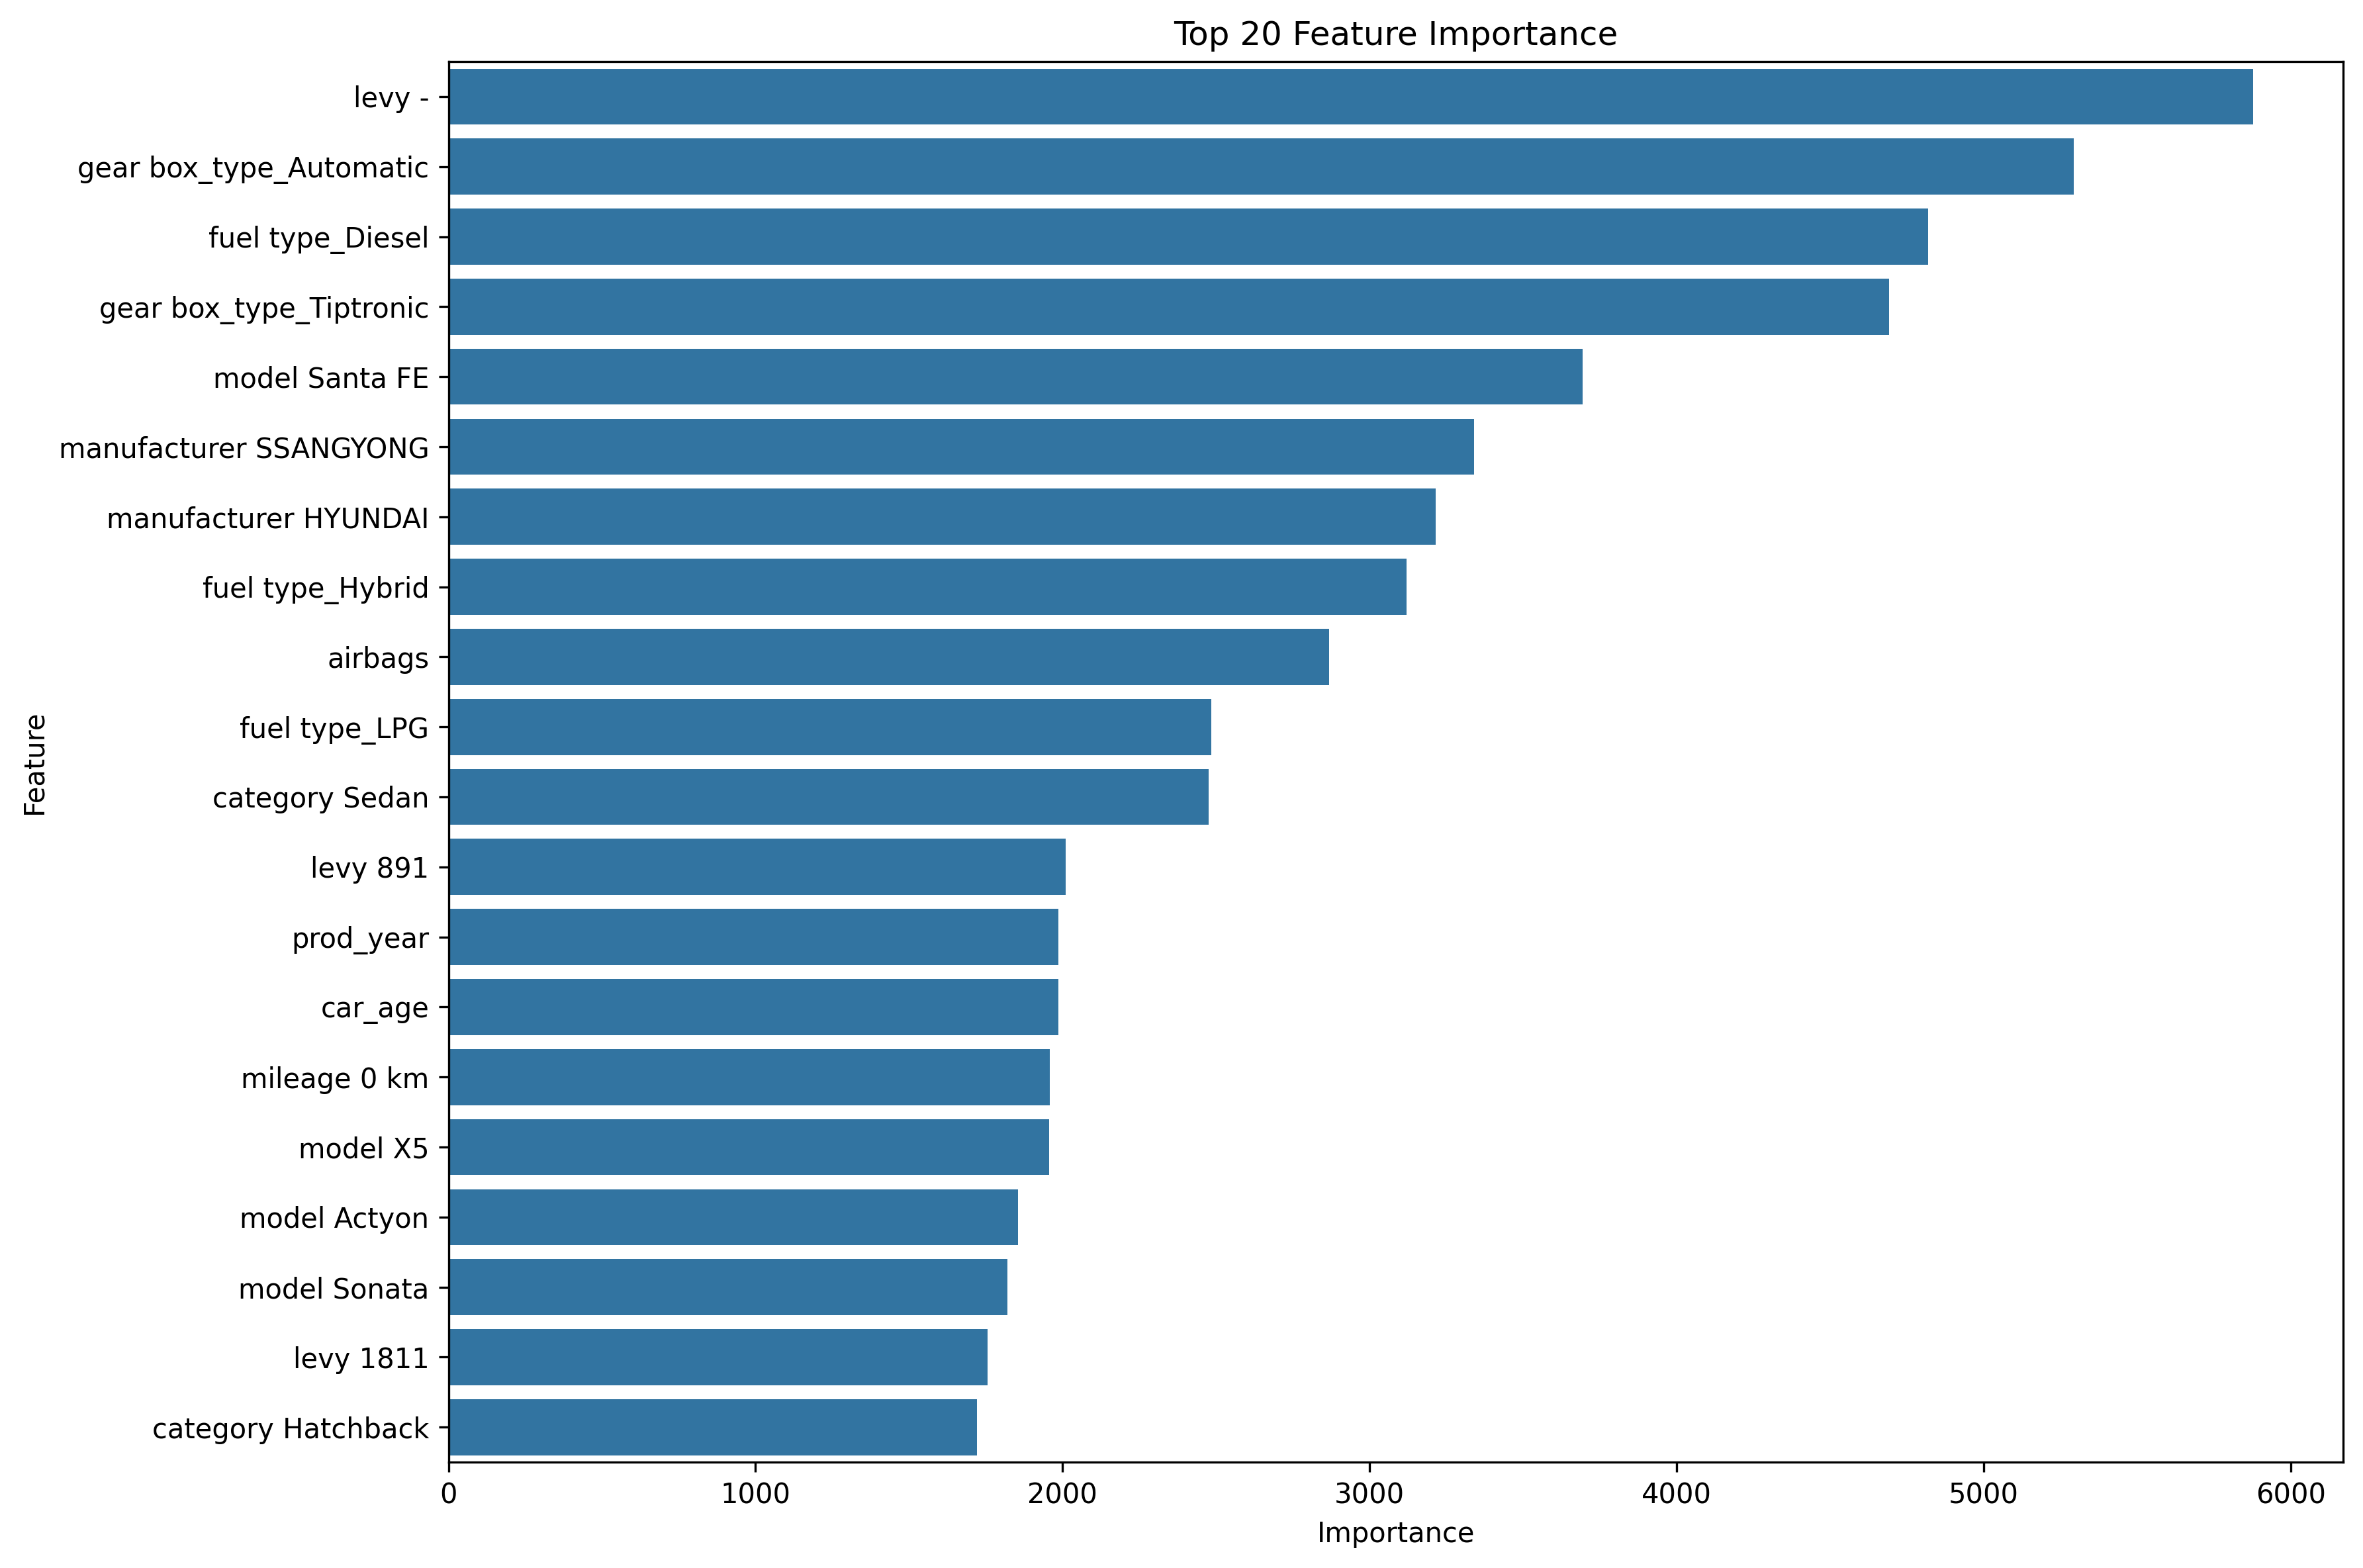 Top 20 Feature Importance
levy -
gear box_type_Automatic
fuel type_Diesel
gear box_type_Tiptronic
model Santa FE
manufacturer SSANGYONG
manufacturer HYUNDAI
fuel type_Hybrid
airbags
fuel type_LPG
category Sedan
levy 891
prod_year
car_age
mileage 0 km
model X5
model Actyon
model Sonata
levy 1811
category Hatchback
Feature
0 1000 2000 3000 4000 5000 6000
Importance